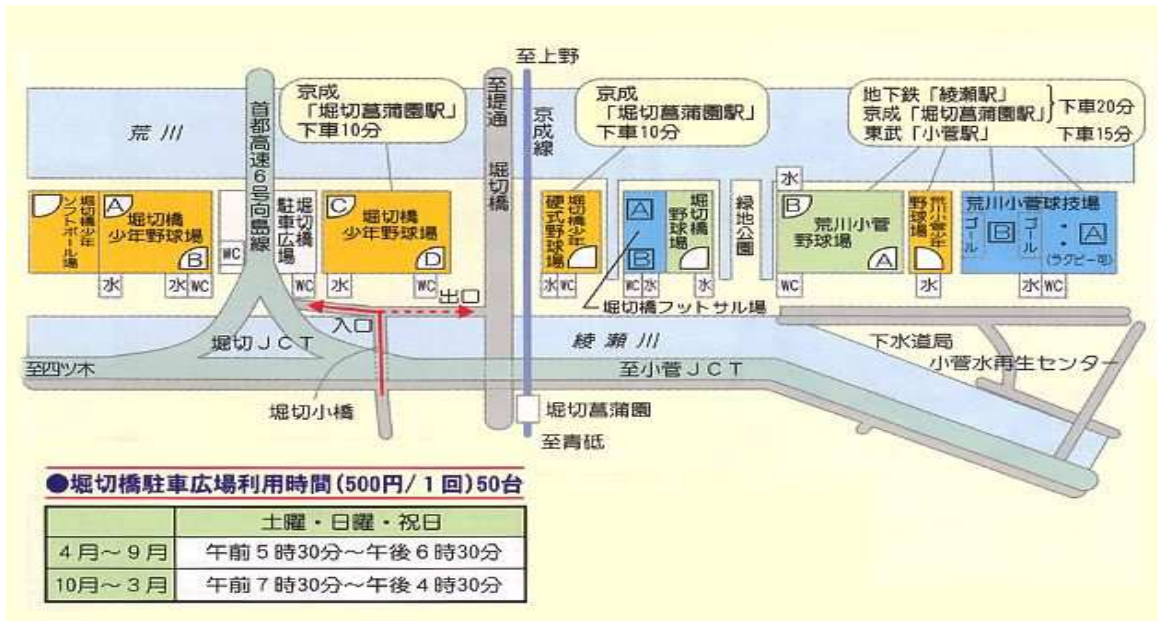 至上野
京成
「堀切菖蒲園駅」
下車10分
至堤通
堀切橋
京成線
京成
「堀切菖蒲園駅」
下車10分
地下鉄「綾瀬駅」
京成「堀切菖蒲園駅」
下車20分
東武「小菅駅」
下車15分
荒川
首都高速6号向島線
堀切橋少年
ソフトボール場
A
堀切橋
少年野球場
B
WC
堀切橋
駐車広場
C
堀切橋
少年野球場
D
堀切橋少年
硬式野球場
A
B
堀切橋
野球場
緑地公園
水
B
荒川小菅
野球場
A
荒川小菅少年
野球場
荒川小菅球技場
ゴール
B
ゴール
A
(ラグビー可)
水
水
WC
WC
水
WC
水
WC
水
WC
水
WC
水
水
WC
出口
入口
堀切橋フットサル場
堀切JCT
綾瀬川
下水道局
小菅水再生センター
至四ツ木
至小菅JCT
堀切小橋
堀切菖蒲園
至青砥
●堀切橋駐車広場利用時間(500円/1回)50台
土曜・日曜・祝日
4月～9月 午前5時30分～午後6時30分
10月～3月 午前7時30分～午後4時30分